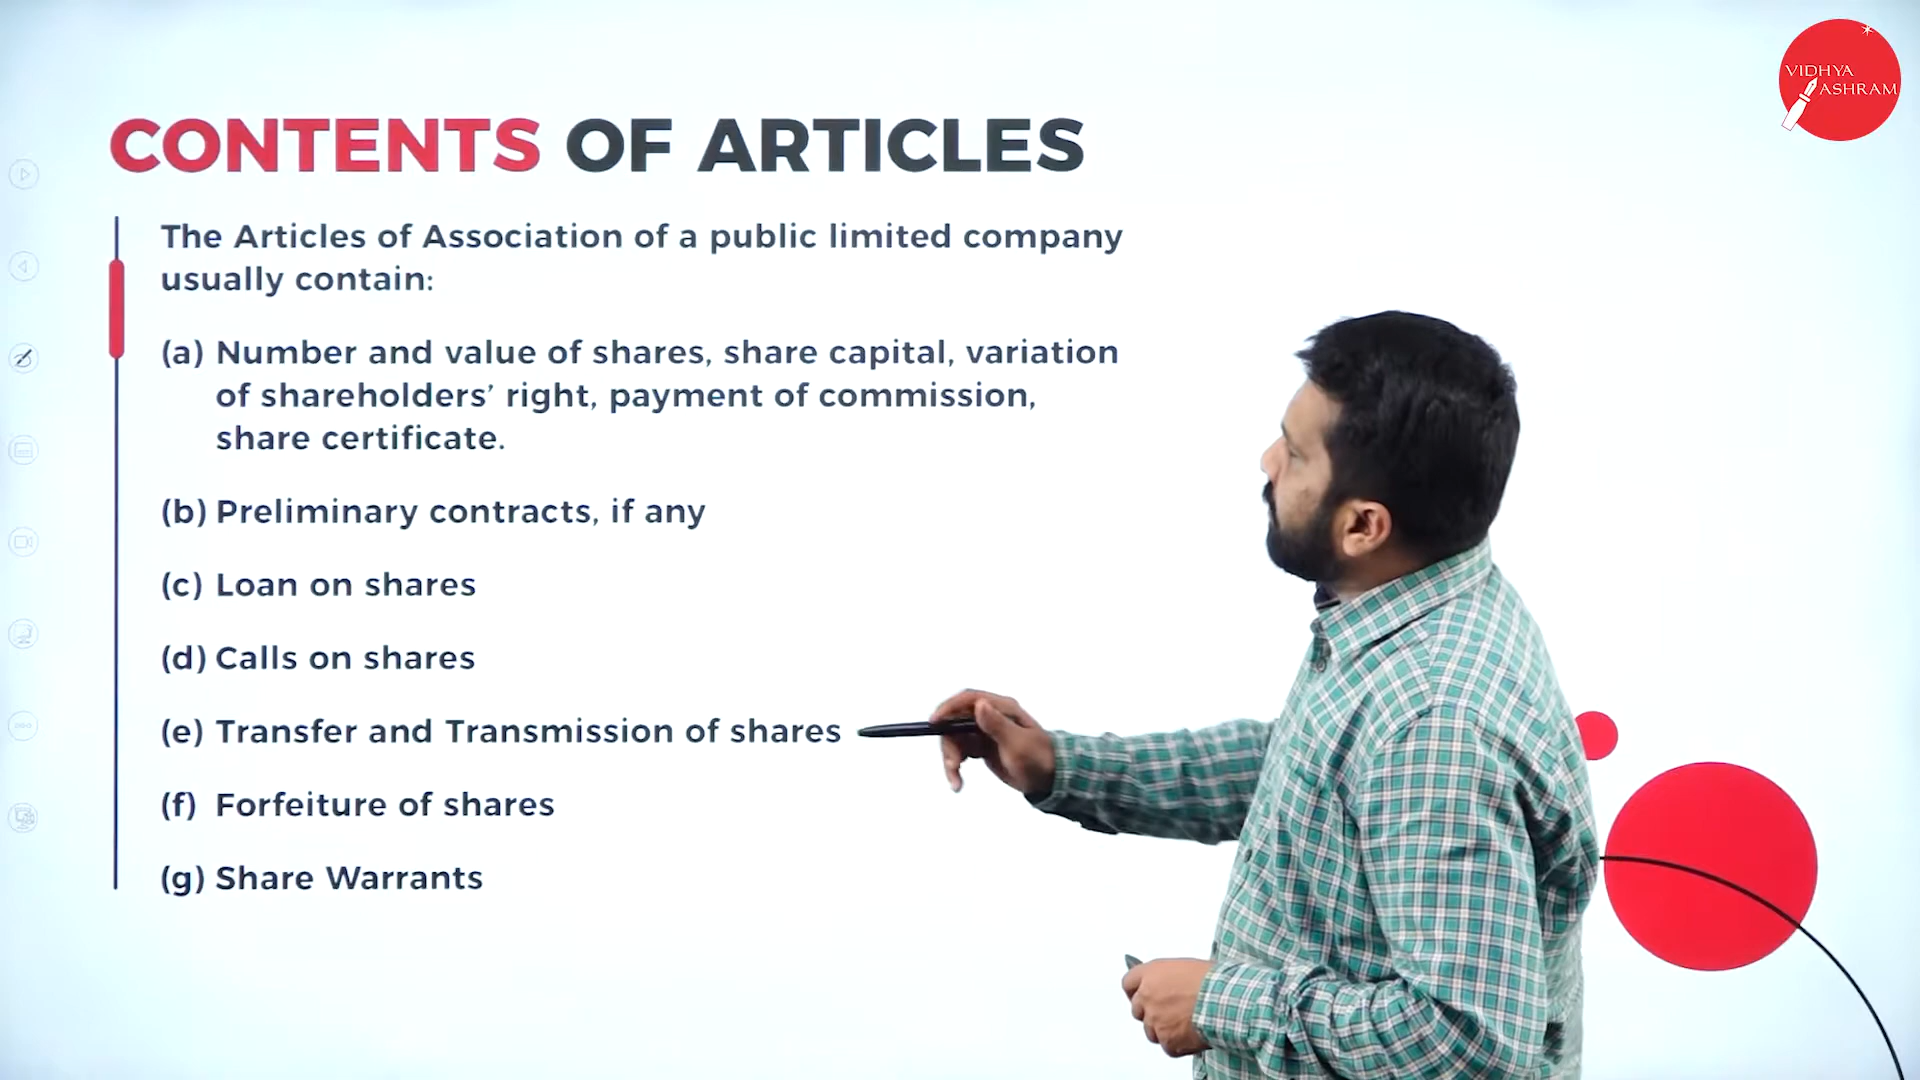 VIDHYA
ASHRAM
CONTENTS OF ARTICLES
The Articles of Association of a public limited company
usually contain:
(a) Number and value of shares, share capital, variation
of shareholders’ right, payment of commission,
share certificate.
(b) Preliminary contracts, if any
(c) Loan on shares
(d) Calls on shares
(e) Transfer and Transmission of shares
(f) Forfeiture of shares
(g) Share Warrants